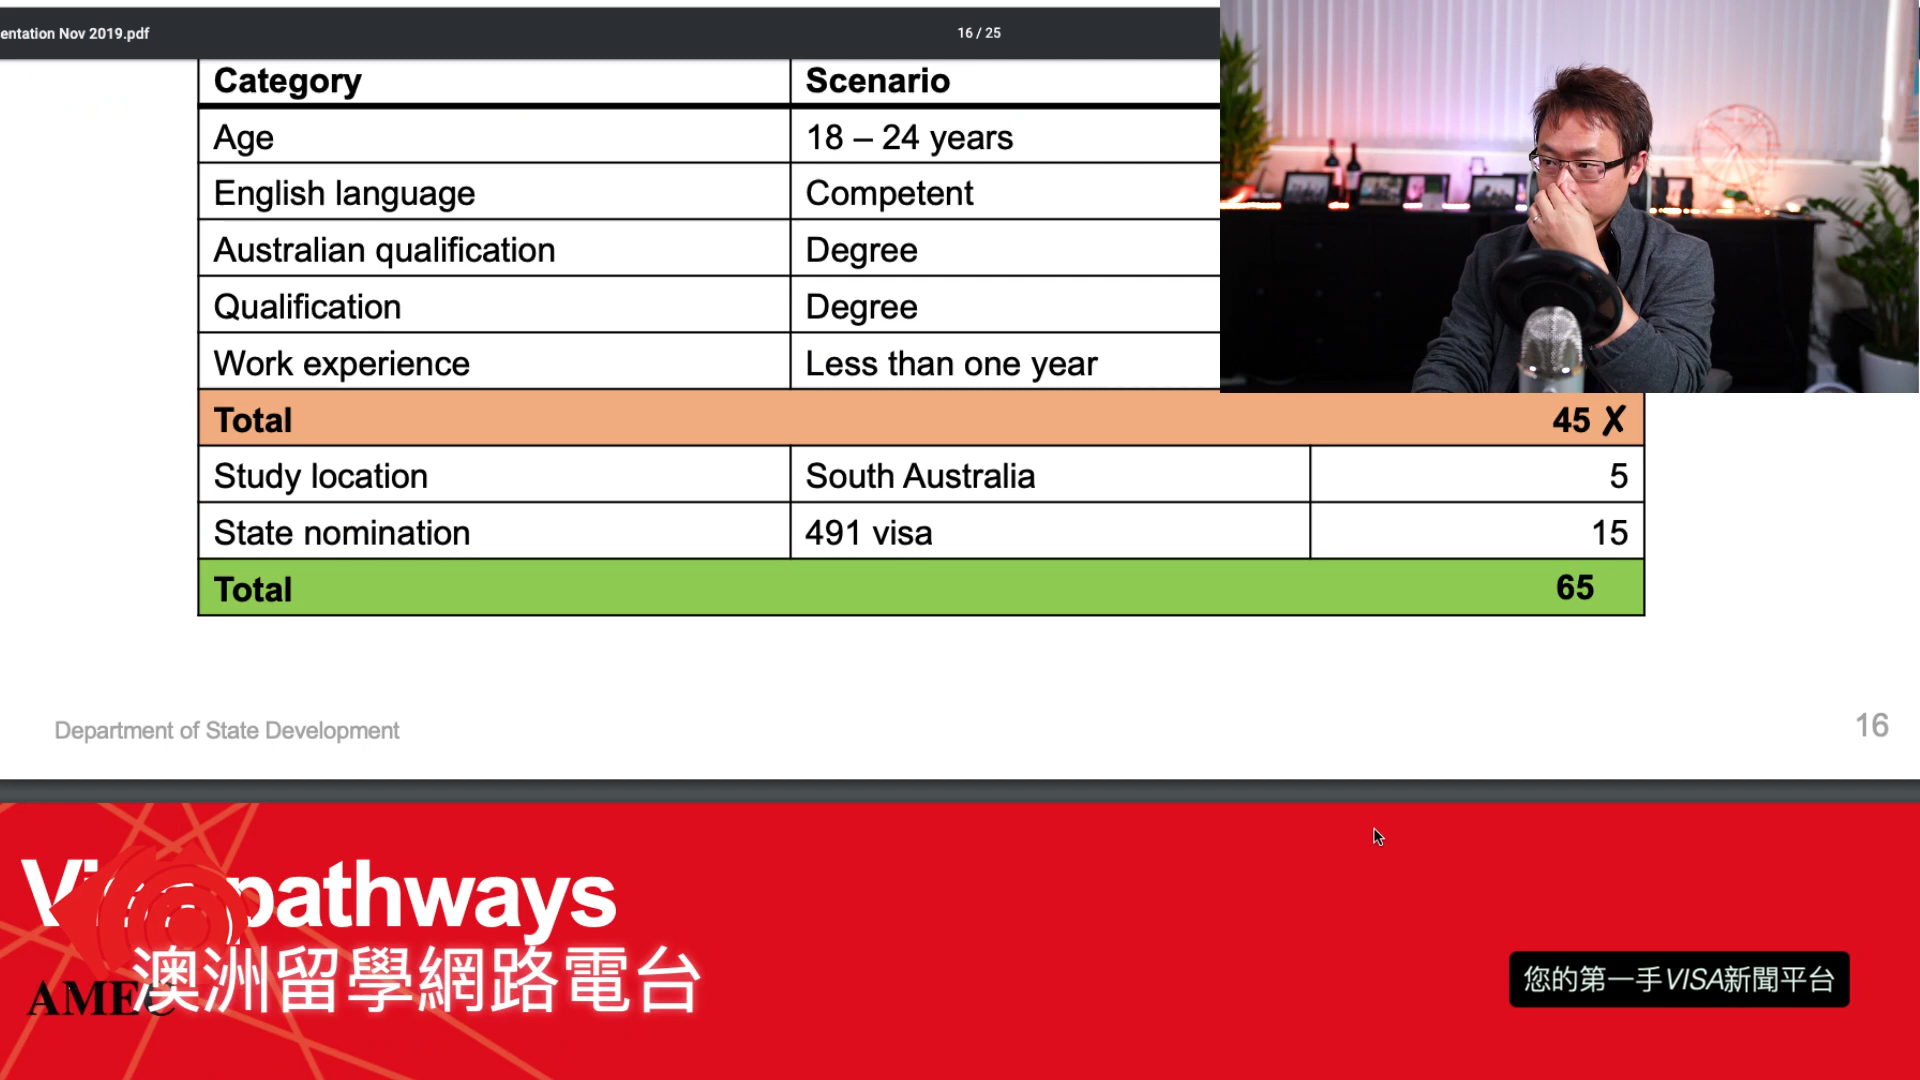 entation Nov 2019.pdf
16 / 25
Category Scenario
Age 18 – 24 years
English language Competent
Australian qualification Degree
Qualification Degree
Work experience Less than one year
Total 45 ✗
Study location South Australia 5
State nomination 491 visa 15
Total 65
Department of State Development
16
Visa pathways
澳洲留學網路電台
AMEC
您的第一手VISA新聞平台